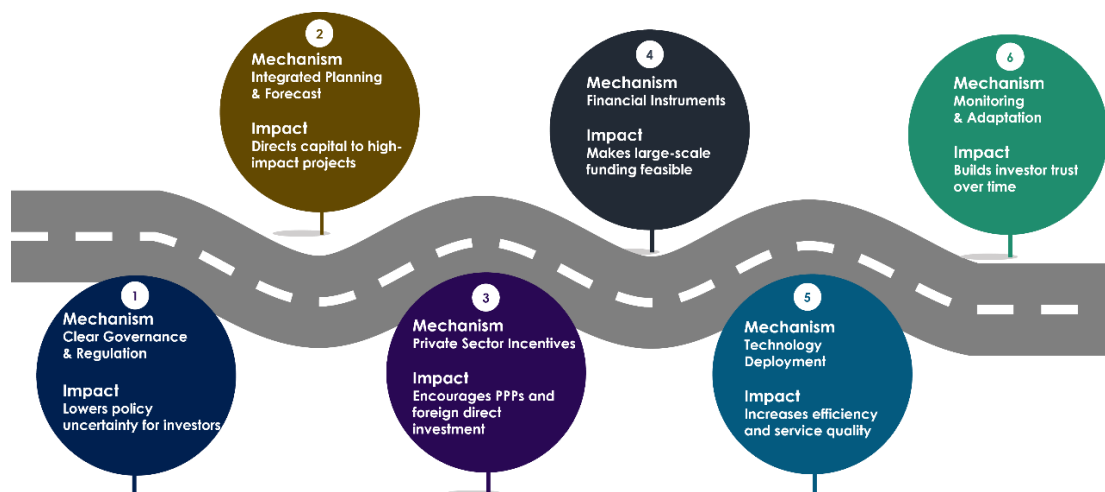 1
Mechanism
Clear Governance
& Regulation
Impact
Lowers policy
uncertainty for investors
2
Mechanism
Integrated Planning
& Forecast
Impact
Directs capital to high-
impact projects
3
Mechanism
Private Sector Incentives
Impact
Encourages PPPs and
foreign direct
investment
4
Mechanism
Financial Instruments
Impact
Makes large-scale
funding feasible
5
Mechanism
Technology
Deployment
Impact
Increases efficiency
and service quality
6
Mechanism
Monitoring
& Adaptation
Impact
Builds investor trust
over time